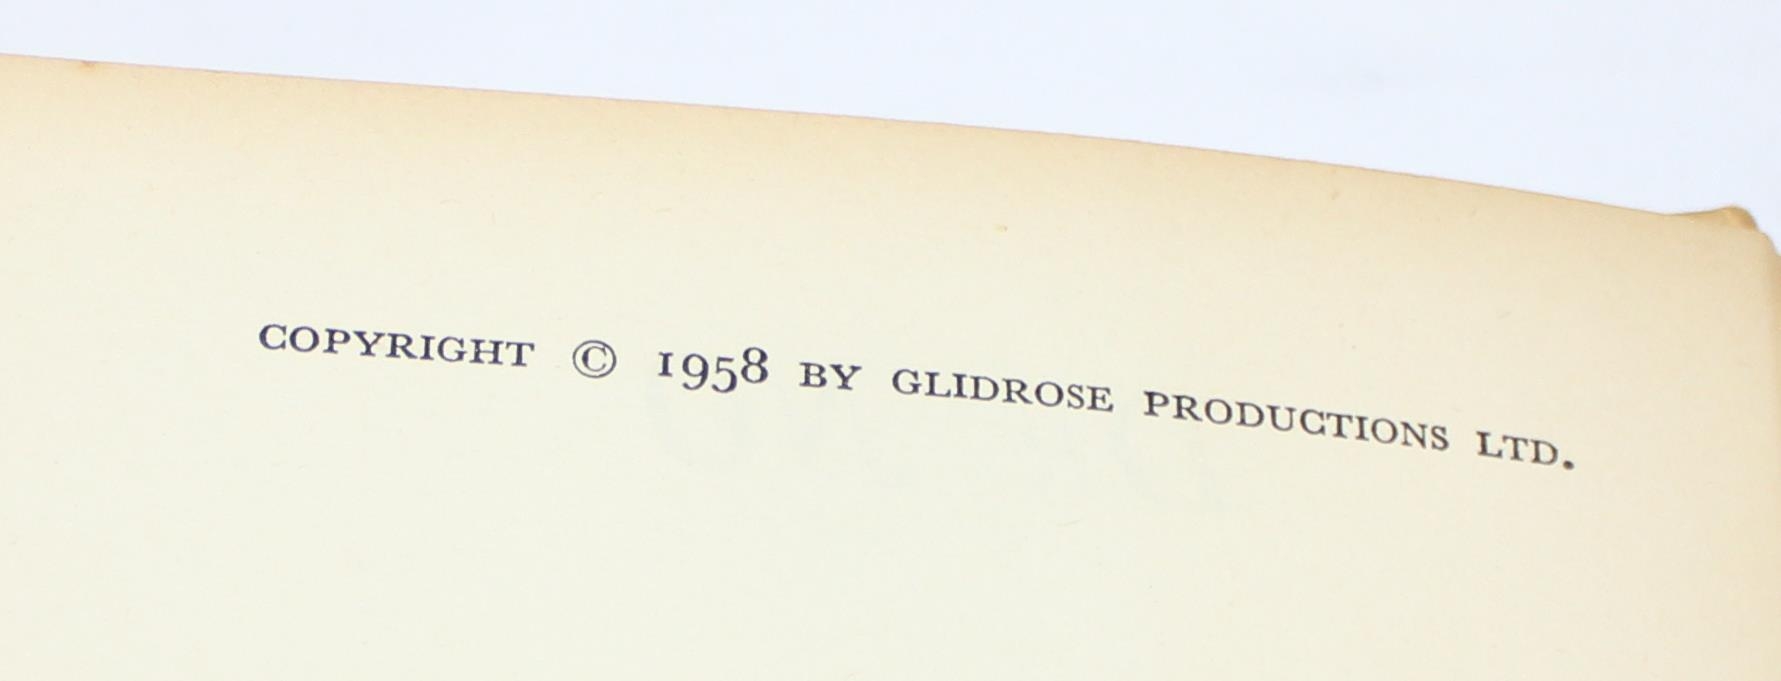 COPYRIGHT © 1958 BY GLIDROSE PRODUCTIONS LTD.